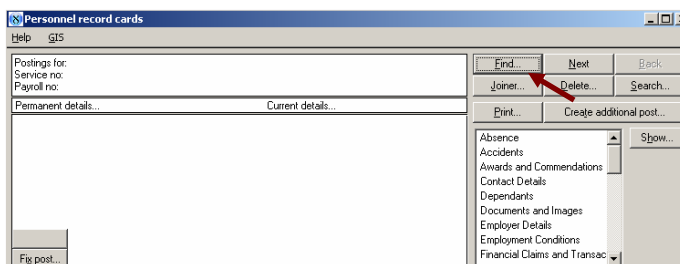 Personnel record cards
Help GIS
Postings for:
Service no:
Payroll no:
Permanent details... Current details...
Find... Next Back
Joiner... Delete... Search...
Print... Create additional post...
Absence
Accidents
Awards and Commendations
Contact Details
Dependants
Documents and Images
Employer Details
Employment Conditions
Financial Claims and Transac
Show...
Fix post...